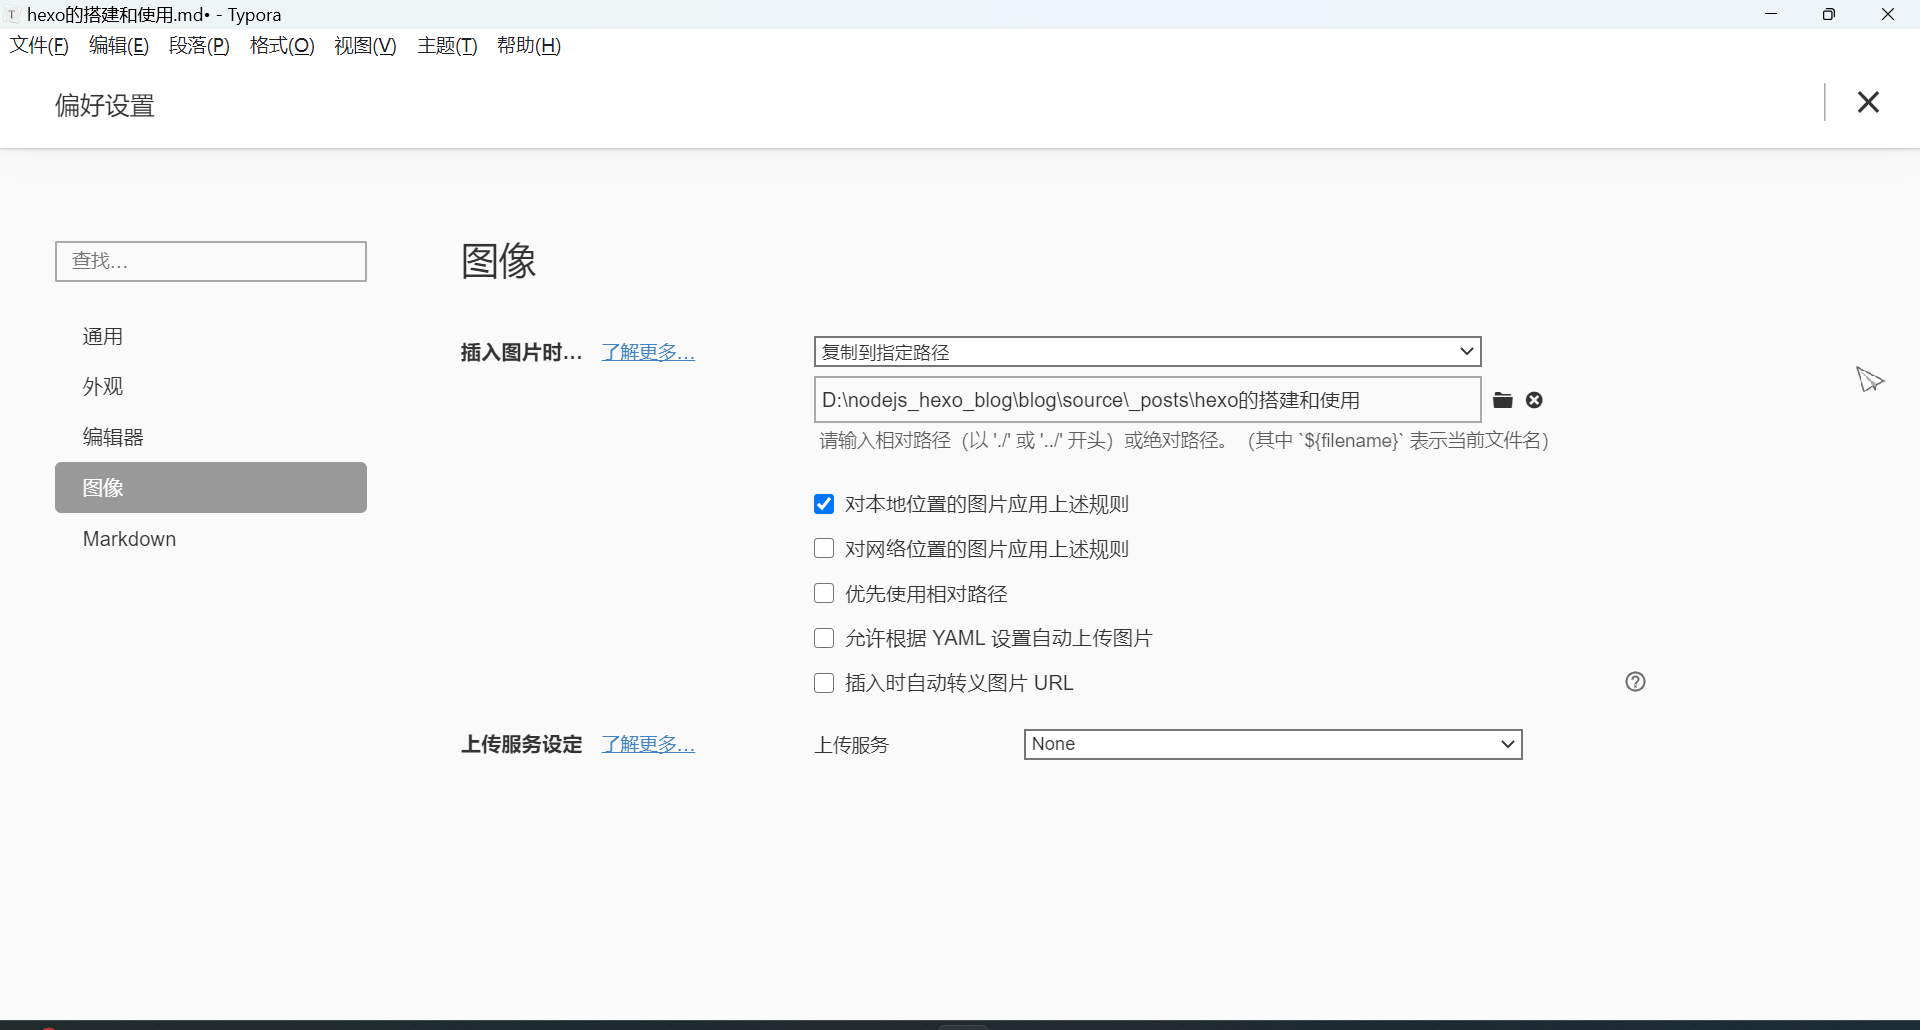 hexo的搭建和使用.md• - Typora
文件(F) 编辑(E) 段落(P) 格式(O) 视图(V) 主题(T) 帮助(H)
偏好设置
查找...
通用
外观
编辑器
图像
Markdown
图像
插入图片时... 了解更多...
复制到指定路径
D:\nodejs_hexo_blog\blog\source\_posts\hexo的搭建和使用
请输入相对路径（以 './' 或 '../' 开头）或绝对路径。 （其中 `${filename}` 表示当前文件名）
对本地位置的图片应用上述规则
对网络位置的图片应用上述规则
优先使用相对路径
允许根据 YAML 设置自动上传图片
插入时自动转义图片 URL
上传服务设定 了解更多... 上传服务 None